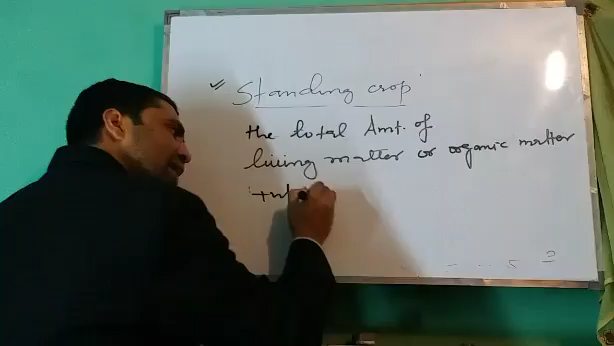 Standing crop
the total Amt. of
living matter or organic matter